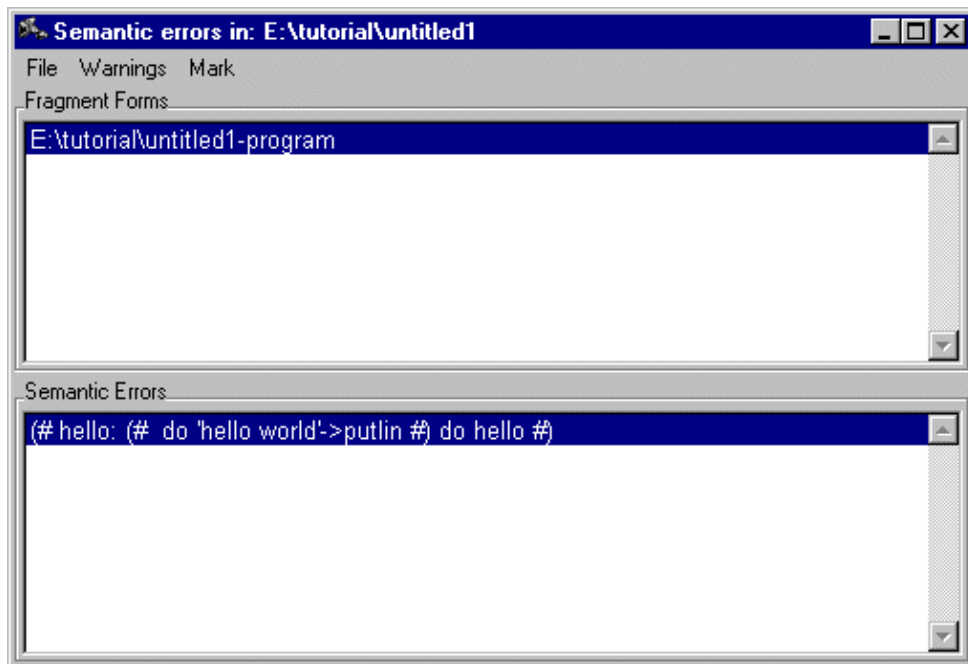 Semantic errors in: E:\tutorial\untitled1
File Warnings Mark
Fragment Forms
E:\tutorial\untitled1-program
Semantic Errors
(# hello: (# do 'hello world'->putlin #) do hello #)